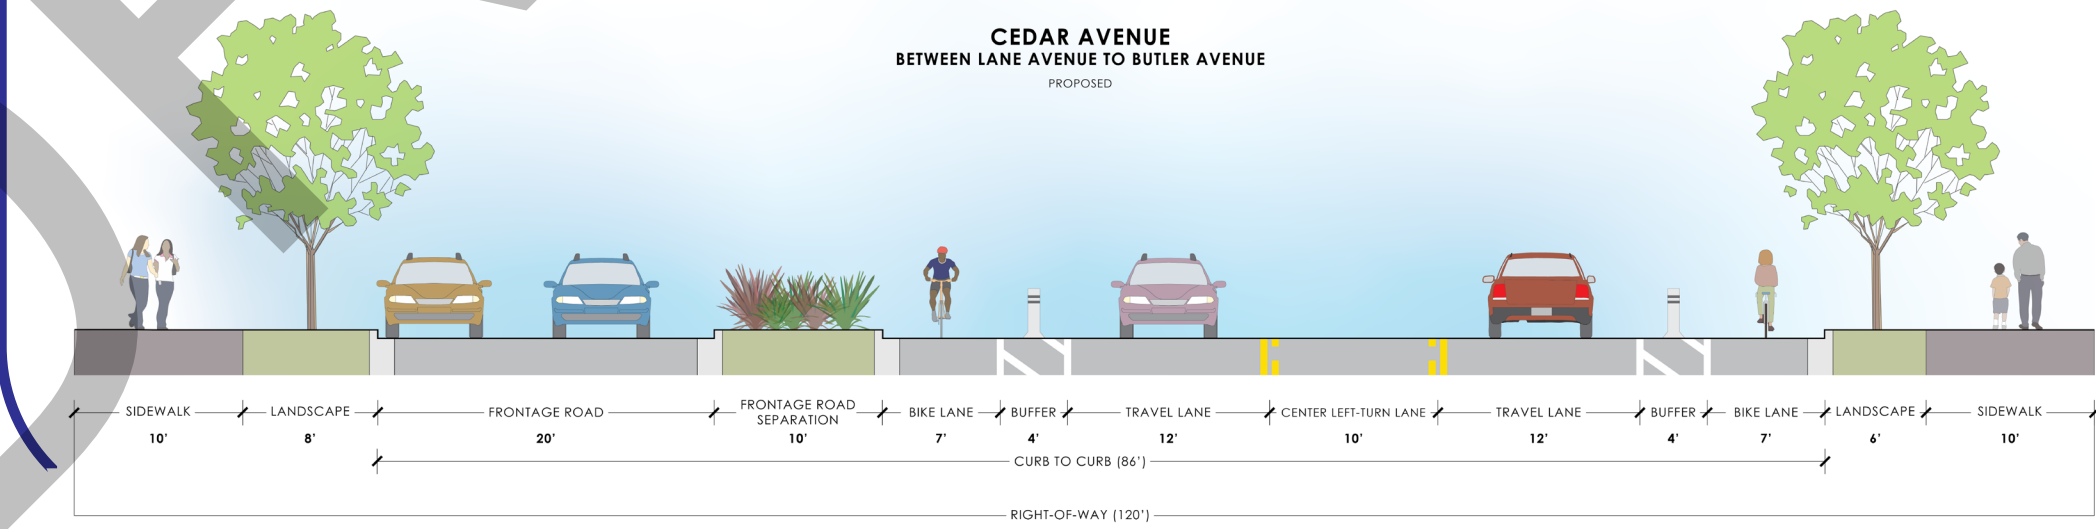 CEDAR AVENUE
BETWEEN LANE AVENUE TO BUTLER AVENUE
PROPOSED
SIDEWALK
10'
LANDSCAPE
8'
FRONTAGE ROAD
20'
FRONTAGE ROAD
SEPARATION
10'
BIKE LANE
7'
BUFFER
4'
TRAVEL LANE
12'
CENTER LEFT-TURN LANE
10'
TRAVEL LANE
12'
BUFFER
4'
BIKE LANE
7'
LANDSCAPE
6'
SIDEWALK
10'
CURB TO CURB (86')
RIGHT-OF-WAY (120')